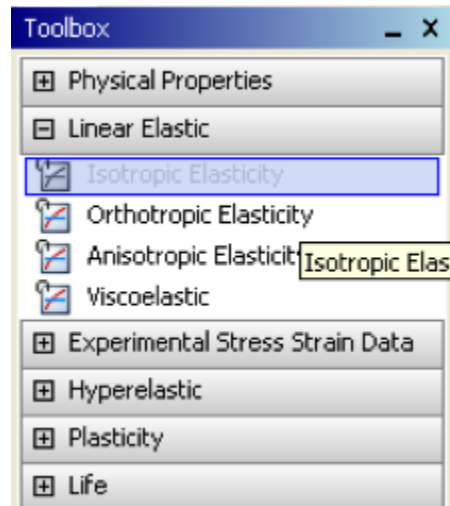 Toolbox
Physical Properties
Linear Elastic
Isotropic Elasticity
Orthotropic Elasticity
Anisotropic Elasticity
Isotropic Elas
Viscoelastic
Experimental Stress Strain Data
Hyperelastic
Plasticity
Life